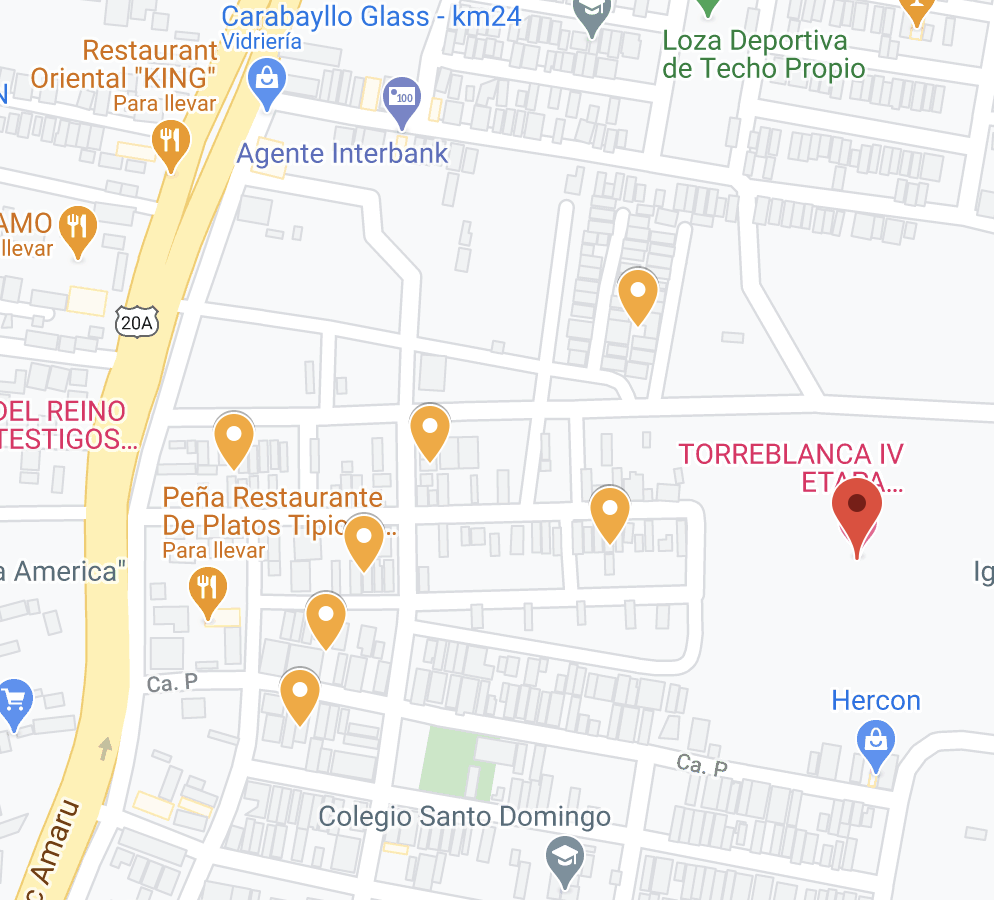 Carabayllo Glass - km24
Vidriería
Restaurant
Oriental "KING"
Para llevar
Loza Deportiva
de Techo Propio
N
100
Agente Interbank
AMO
llevar
20A
DEL REINO
TESTIGOS...
TORREBLANCA IV
ETAPA...
Peña Restaurante
De Platos Tipic...
Para llevar
a America"
Ig
Ca. P
Hercon
Ca. P
Colegio Santo Domingo
c Amaru